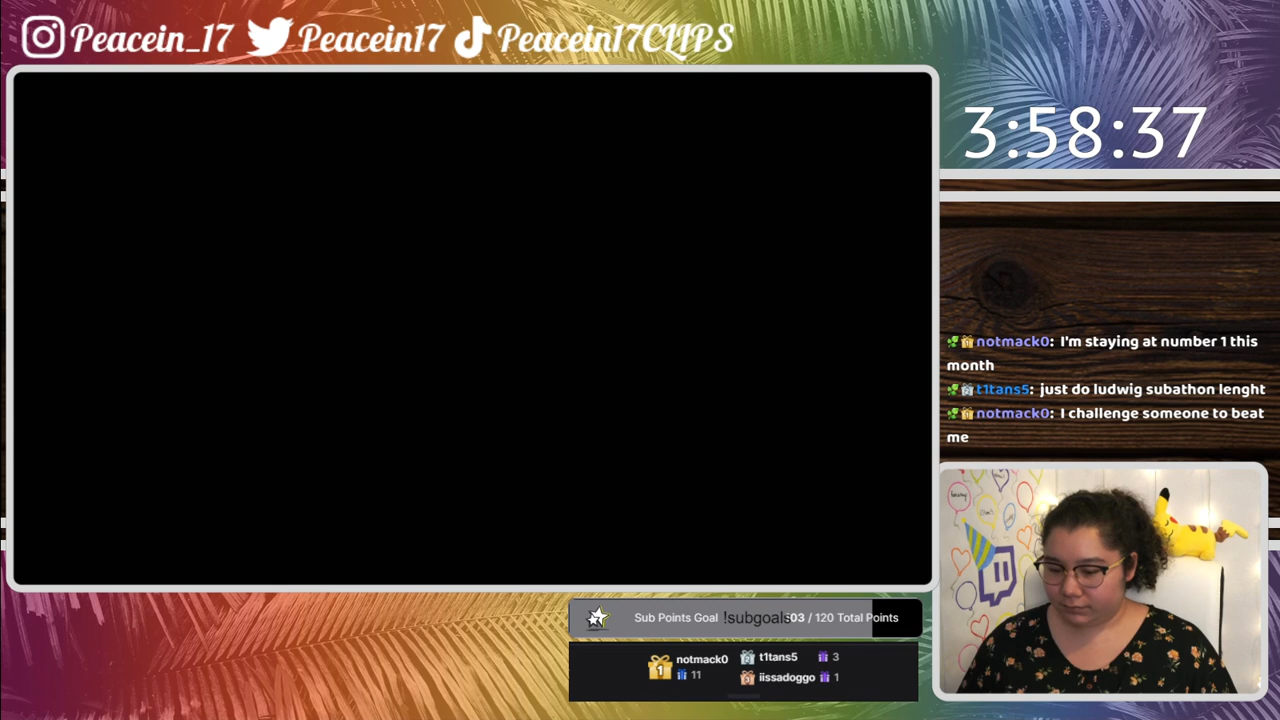 Peacein_17 Peacein17 Peacein17CLIPS
3:58:37
notmack0: I'm staying at number 1 this
month
t1tans5: just do ludwig subathon lenght
notmack0: I challenge someone to beat
me
Sub Points Goal !subgoals 03 / 120 Total Points
notmack0
11
t1tans5 3
iissadoggo 1